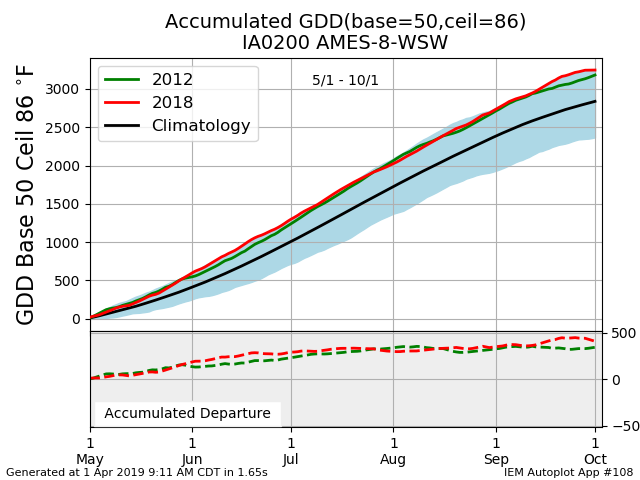 Accumulated GDD(base=50,ceil=86)
IA0200 AMES-8-WSW
GDD Base 50 Ceil 86 °F
2012
2018
Climatology
5/1 - 10/1
3000
2500
2000
1500
1000
500
0
500
0
−50
Accumulated Departure
1 1 1 1 1 1
May Jun Jul Aug Sep Oct
Generated at 1 Apr 2019 9:11 AM CDT in 1.65s
IEM Autoplot App #108